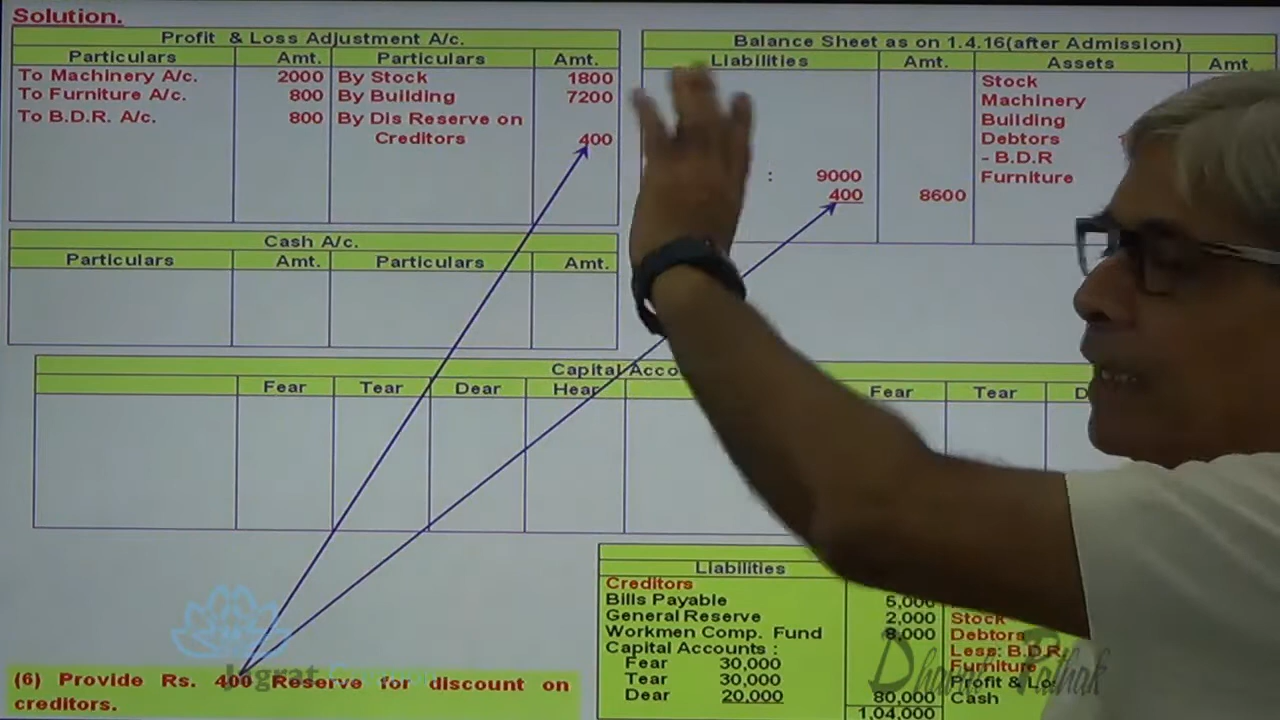 Solution.
Profit & Loss Adjustment A/c.
Particulars Amt. Particulars Amt.
To Machinery A/c. 2000 By Stock 1800
To Furniture A/c. 800 By Building 7200
To B.D.R. A/c. 800 By Dis Reserve on
Creditors 400
Balance Sheet as on 1.4.16(after Admission)
Liabilities Amt. Assets Amt.
Stock
Machinery
Building
Debtors
- B.D.R
: 9000 Furniture
400 8600
Cash A/c.
Particulars Amt. Particulars Amt.
Capital
Fear Tear Dear Hear Fear Tear
Liabilities
Creditors
Bills Payable 5,000
General Reserve 2,000 Stock
Workmen Comp. Fund 8,000 Debtors
Capital Accounts : Less: B.D.R.
Fear 30,000 Furniture
Tear 30,000 Profit &
Dear 20,000 80,000 Cash
1,04,000
(6) Provide Rs. 400 Reserve for discount on
creditors.
Jagrat
Pathak